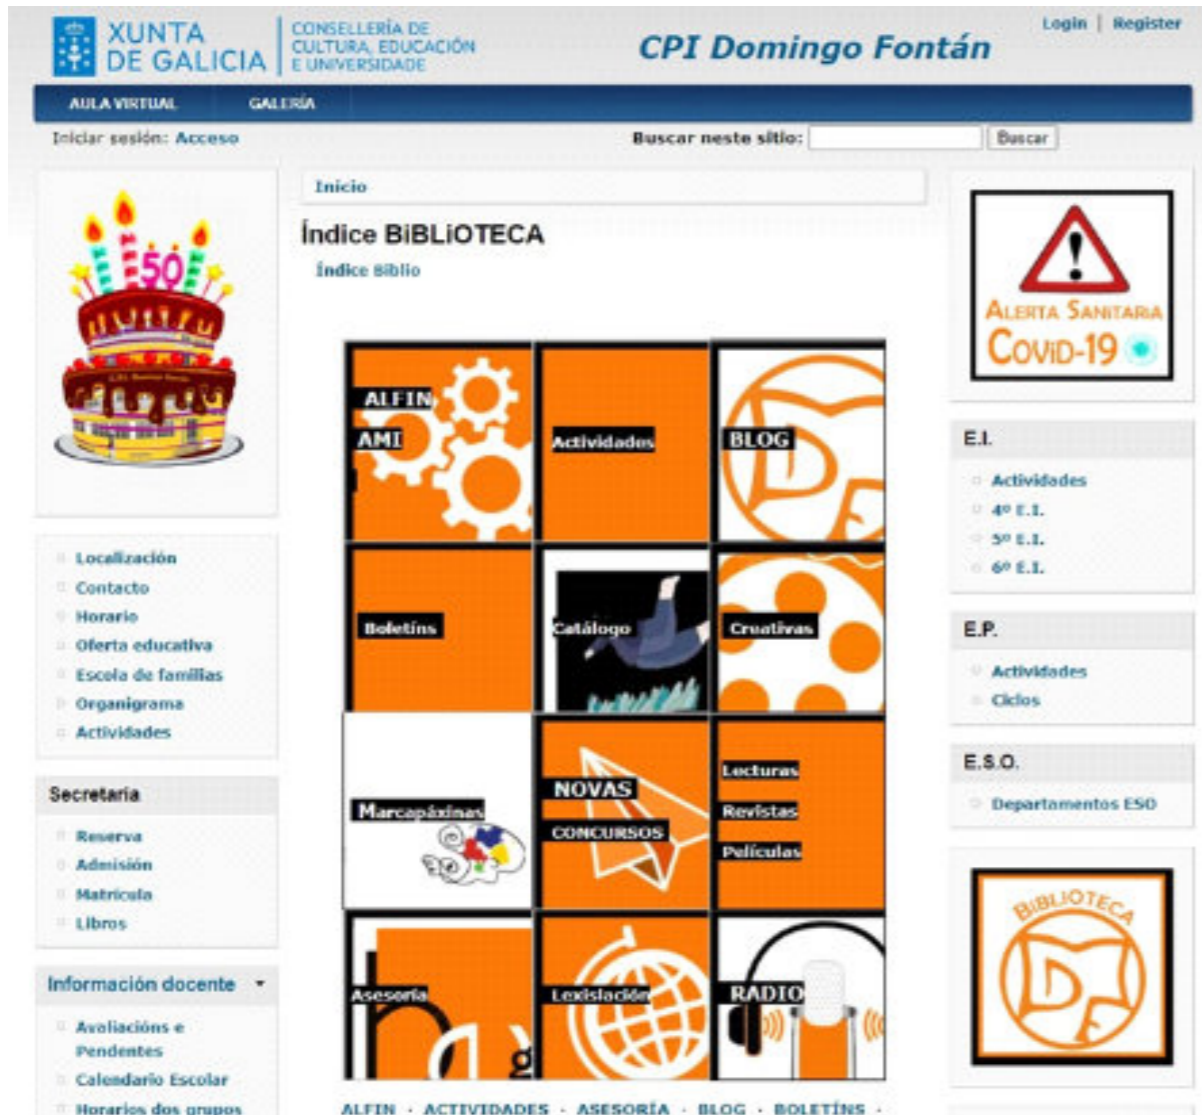 XUNTA
DE GALICIA
CONSELLERÍA DE
CULTURA, EDUCACIÓN
E UNIVERSIDADE
CPI Domingo Fontán
Login | Register
AULA VIRTUAL
GALERÍA
Iniciar sesión: Acceso
Buscar neste sitio:
Buscar
50
Localización
Contacto
Horario
Oferta educativa
Escola de familias
Organigrama
Actividades
Secretaria
Reserva
Admisión
Matrícula
Libros
Información docente
Avaliacións e
Pendentes
Calendario Escolar
Horarios dos grupos
Inicio
Índice BiBLiOTECA
Índice Biblio
ALFIN
AMI
Actividades
BLOG
Boletíns
Catálogo
Creativas
Marcapáxinas
NOVAS
CONCURSOS
Lecturas
Revistas
Películas
Asesoría
Lexislación
RADIO
ALFIN · ACTIVIDADES · ASESORÍA · BLOG · BOLETÍNS ·
ALERTA SANITARIA
COViD-19
E.I.
Actividades
4º E.I.
5º E.I.
6º E.I.
E.P.
Actividades
Ciclos
E.S.O.
Departamentos ESO
BiBLIOTECA